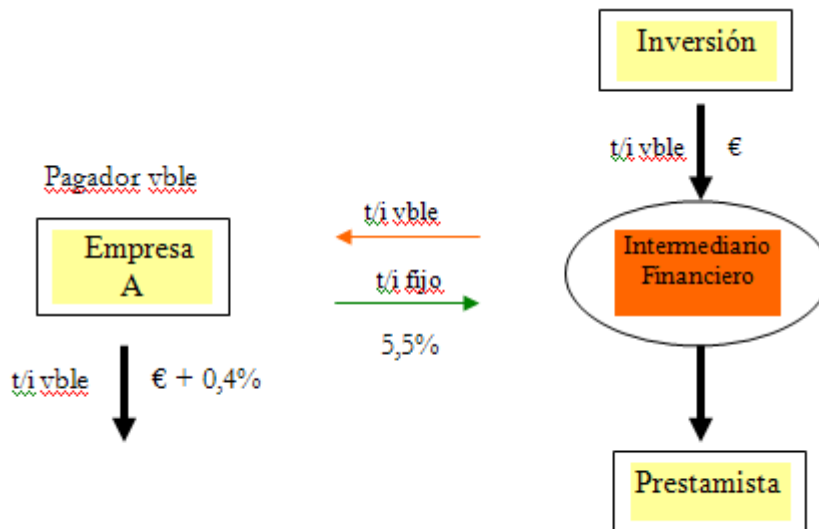 Inversión
t/i vble €
Pagador vble
t/i vble
Empresa
A
Intermediario
Financiero
t/i fijo
5,5%
t/i vble € + 0,4%
Prestamista